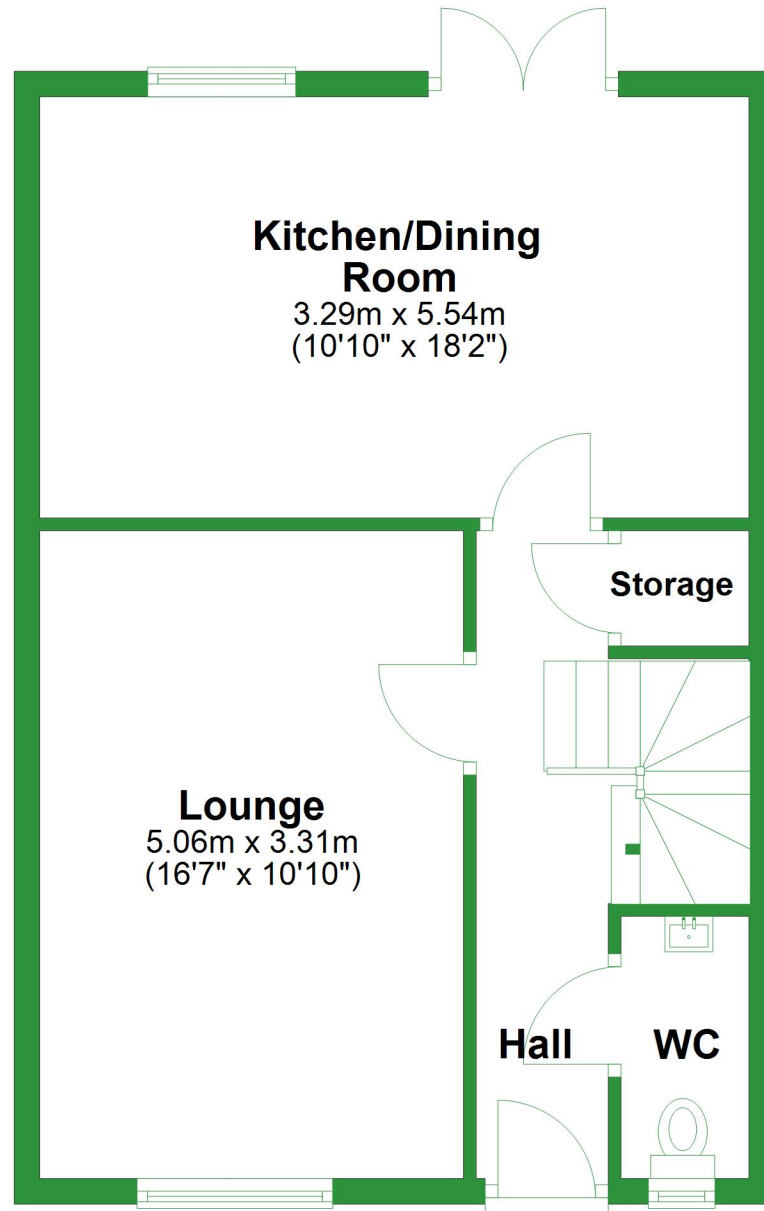 Kitchen/Dining
Room
3.29m x 5.54m
(10'10" x 18'2")
Storage
Lounge
5.06m x 3.31m
(16'7" x 10'10")
Hall
WC